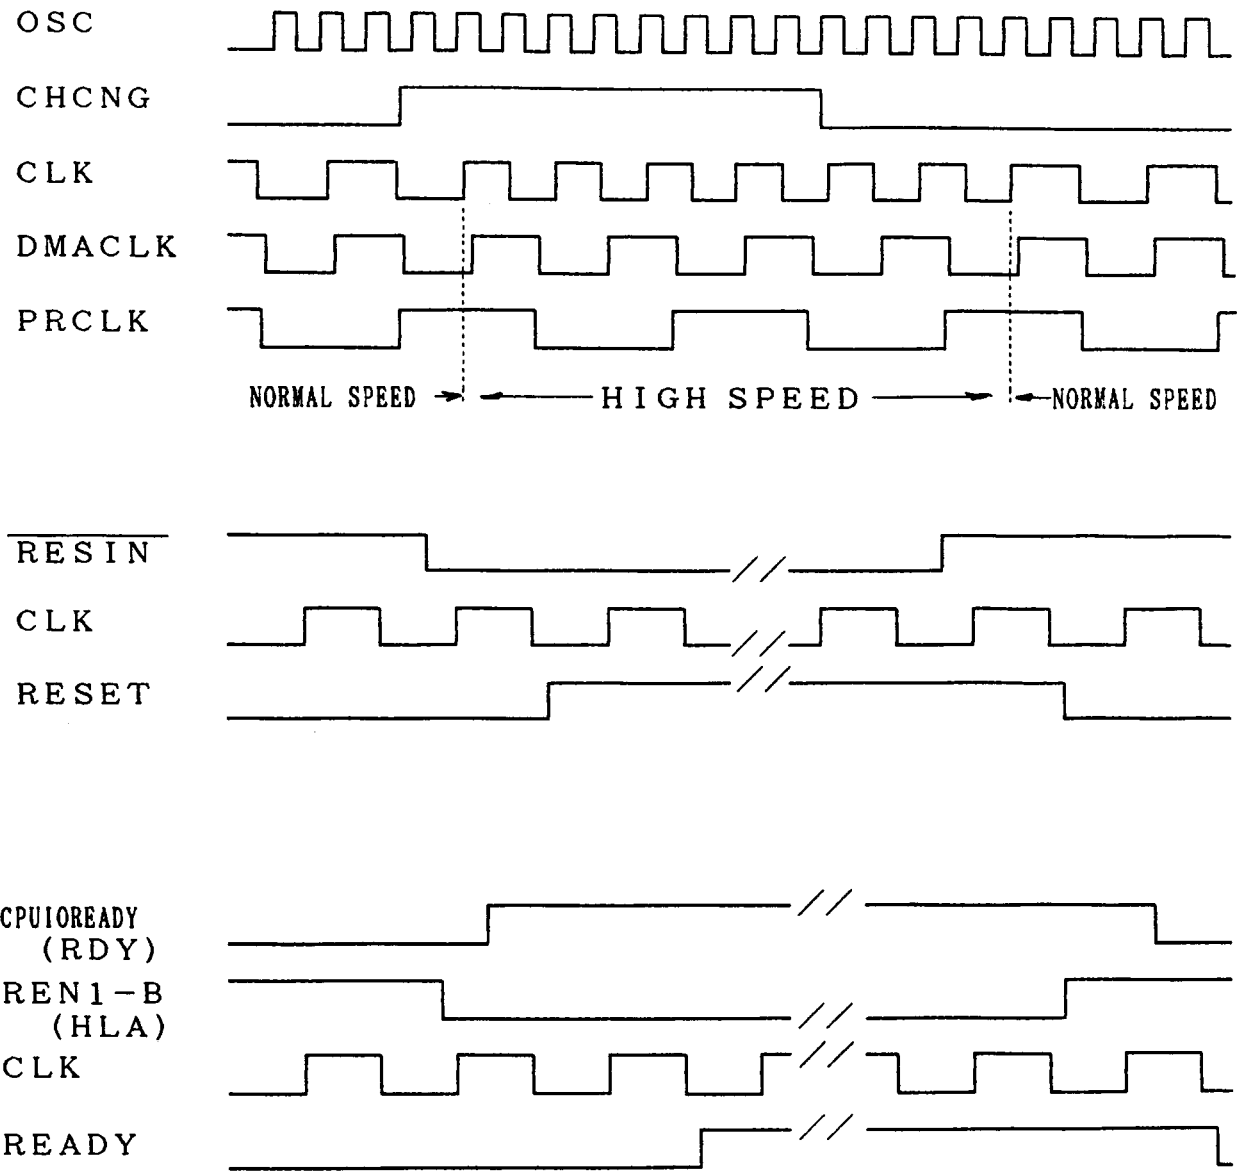 OSC
CHCNG
CLK
DMACLK
PRCLK
NORMAL SPEED HIGH SPEED NORMAL SPEED
RESIN
CLK
RESET
CPUIOREADY
(RDY)
REN1-B
(HLA)
CLK
READY